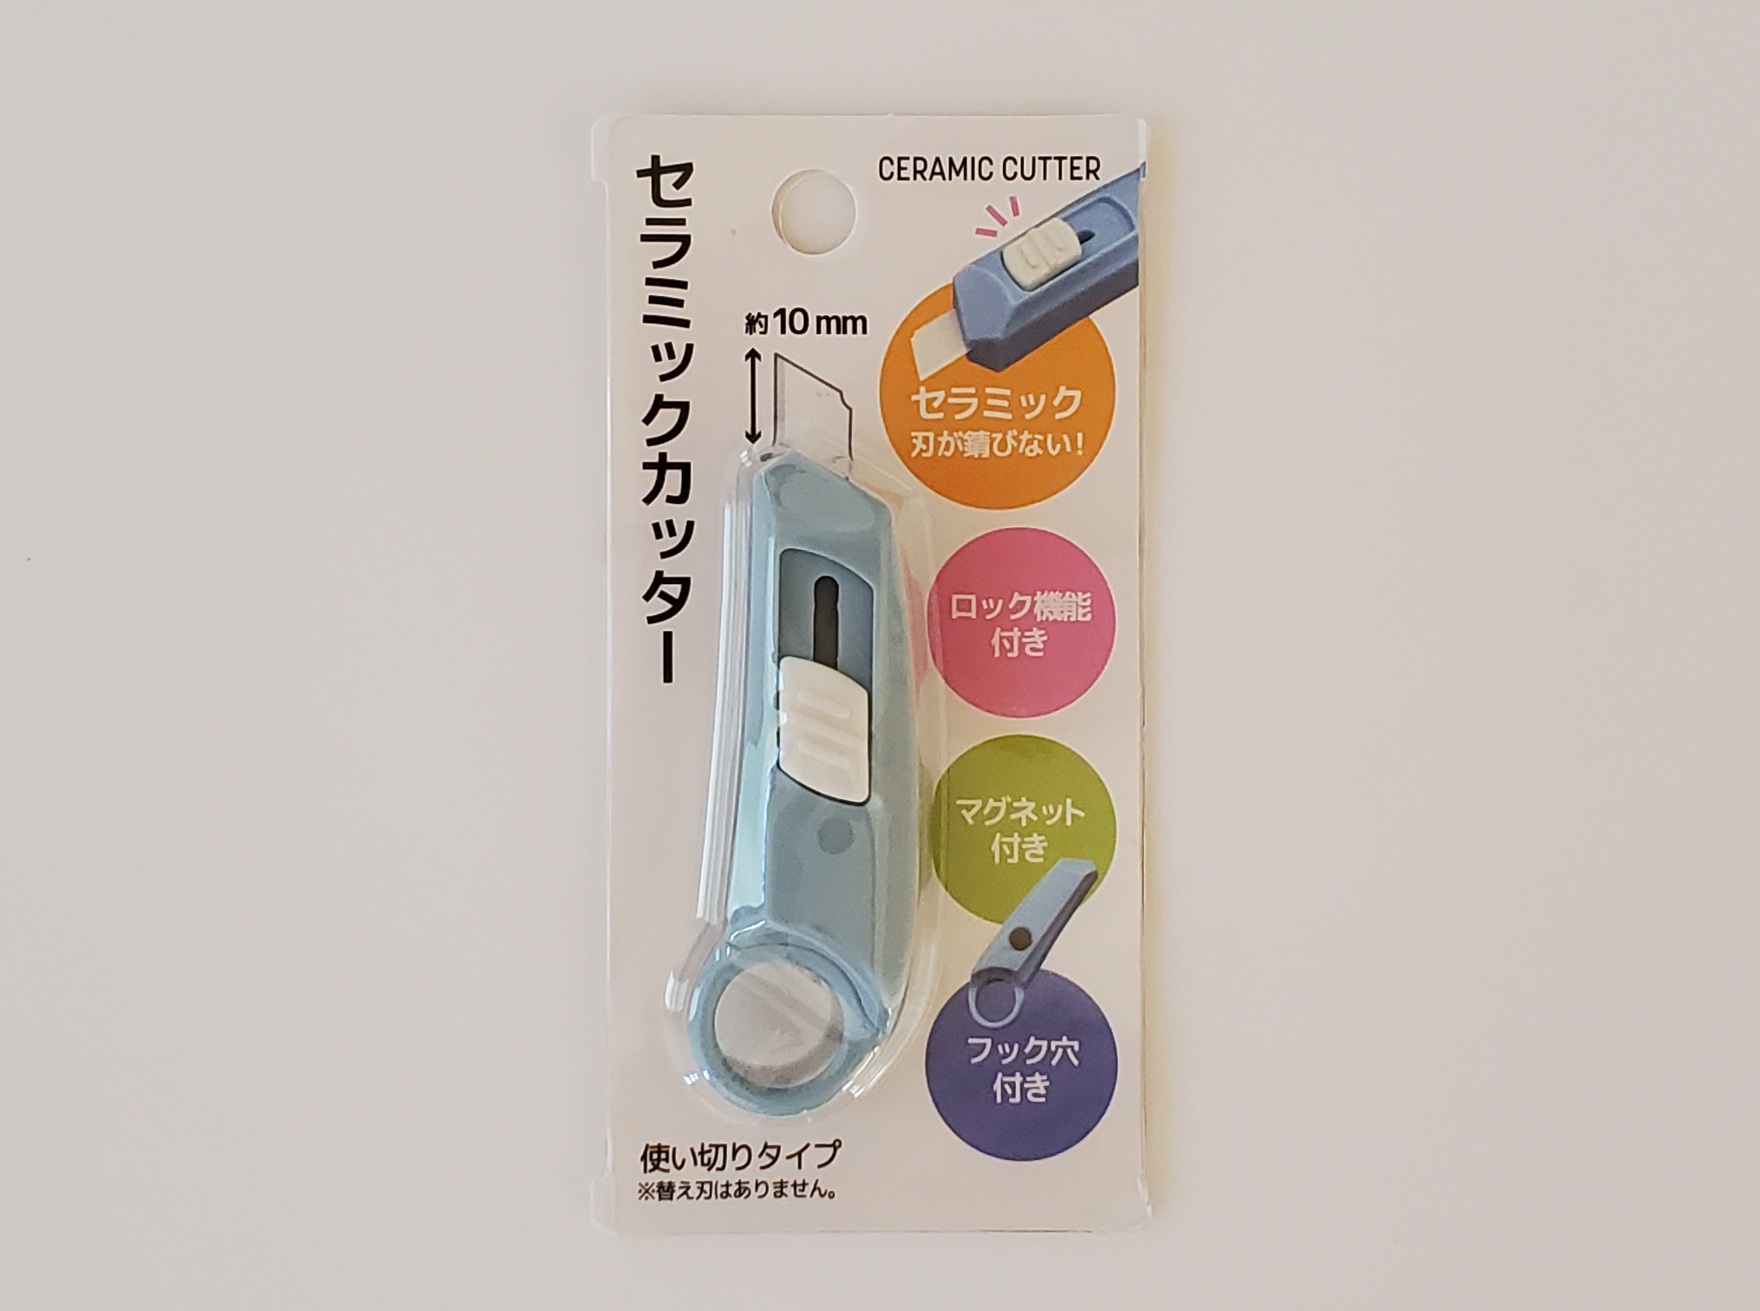 セラミックカッター
CERAMIC CUTTER
約10mm
セラミック
刃が錆びない!
ロック機能
付き
マグネット
付き
フック穴
付き
使い切りタイプ
※替え刃はありません。